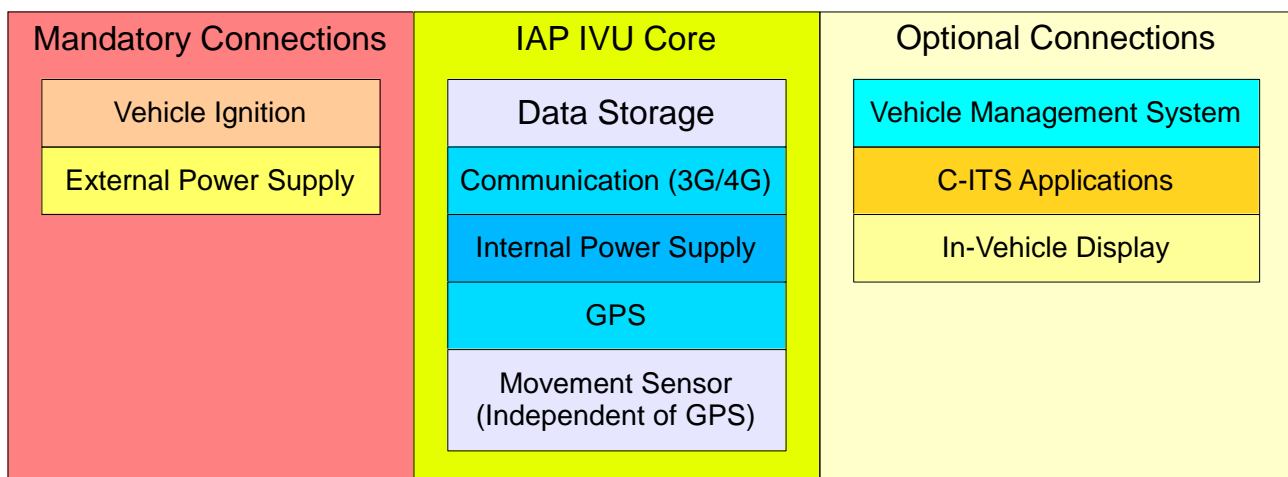 Mandatory Connections
Vehicle Ignition
External Power Supply
IAP IVU Core
Data Storage
Communication (3G/4G)
Internal Power Supply
GPS
Movement Sensor
(Independent of GPS)
Optional Connections
Vehicle Management System
C-ITS Applications
In-Vehicle Display